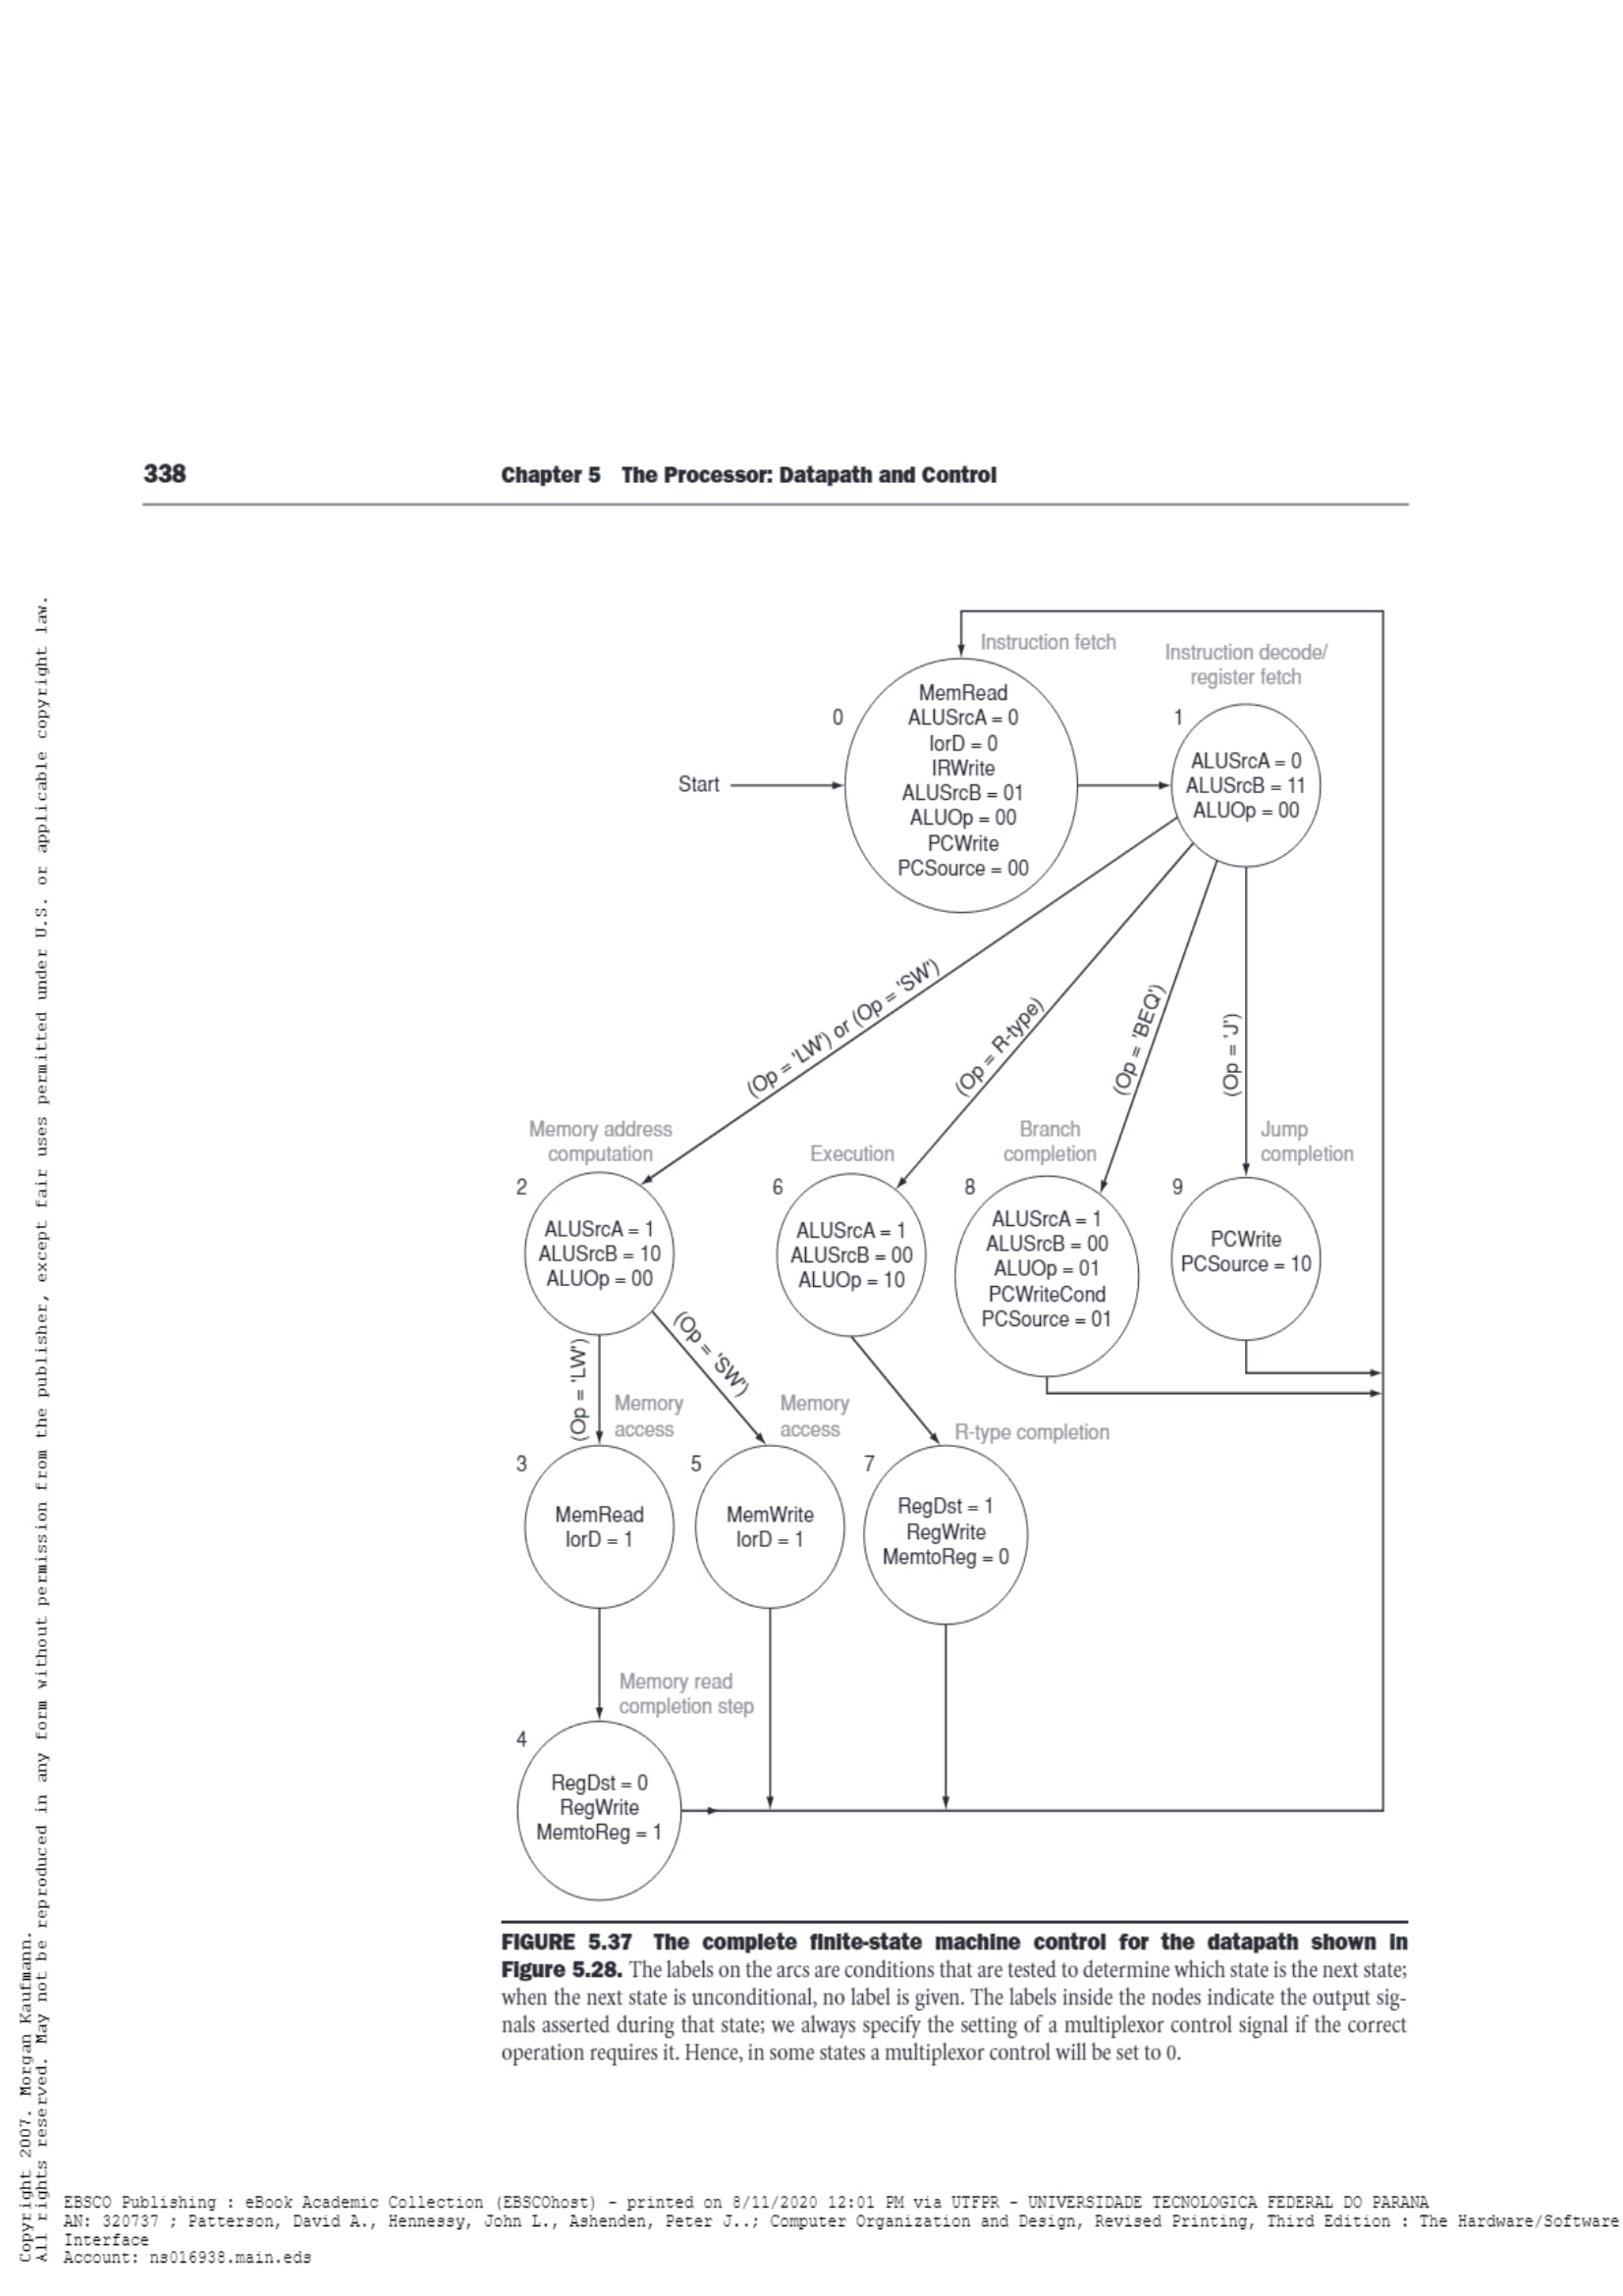 338
Chapter 5 The Processor: Datapath and Control
Instruction fetch
Instruction decode/
register fetch
0
MemRead
ALUSrcA = 0
IorD = 0
IRWrite
ALUSrcB = 01
ALUOp = 00
PCWrite
PCSource = 00
Start
1
ALUSrcA = 0
ALUSrcB = 11
ALUOp = 00
(Op = 'LW') or (Op = 'SW')
(Op = R-type)
(Op = 'BEQ')
(Op = 'J')
Memory address
computation
2
ALUSrcA = 1
ALUSrcB = 10
ALUOp = 00
Execution
6
ALUSrcA = 1
ALUSrcB = 00
ALUOp = 10
Branch
completion
8
ALUSrcA = 1
ALUSrcB = 00
ALUOp = 01
PCWriteCond
PCSource = 01
Jump
completion
9
PCWrite
PCSource = 10
(Op = 'LW')
(Op = 'SW')
Memory
access
3
MemRead
IorD = 1
Memory
access
5
MemWrite
IorD = 1
R-type completion
7
RegDst = 1
RegWrite
MemtoReg = 0
Memory read
completion step
4
RegDst = 0
RegWrite
MemtoReg = 1
FIGURE 5.37 The complete finite-state machine control for the datapath shown in
Figure 5.28. The labels on the arcs are conditions that are tested to determine which state is the next state;
when the next state is unconditional, no label is given. The labels inside the nodes indicate the output sig-
nals asserted during that state; we always specify the setting of a multiplexor control signal if the correct
operation requires it. Hence, in some states a multiplexor control will be set to 0.
Copyright 2007. Morgan Kaufmann.
All rights reserved. May not be reproduced in any form without permission from the publisher, except fair uses permitted under U.S. or applicable copyright law.
EBSCO Publishing : eBook Academic Collection (EBSCOhost) - printed on 8/11/2020 12:01 PM via UTFPR - UNIVERSIDADE TECNOLOGICA FEDERAL DO PARANA
AN: 320737 ; Patterson, David A., Hennessy, John L., Ashenden, Peter J..; Computer Organization and Design, Revised Printing, Third Edition : The Hardware/Software
Interface
Account: ns016938.main.eds